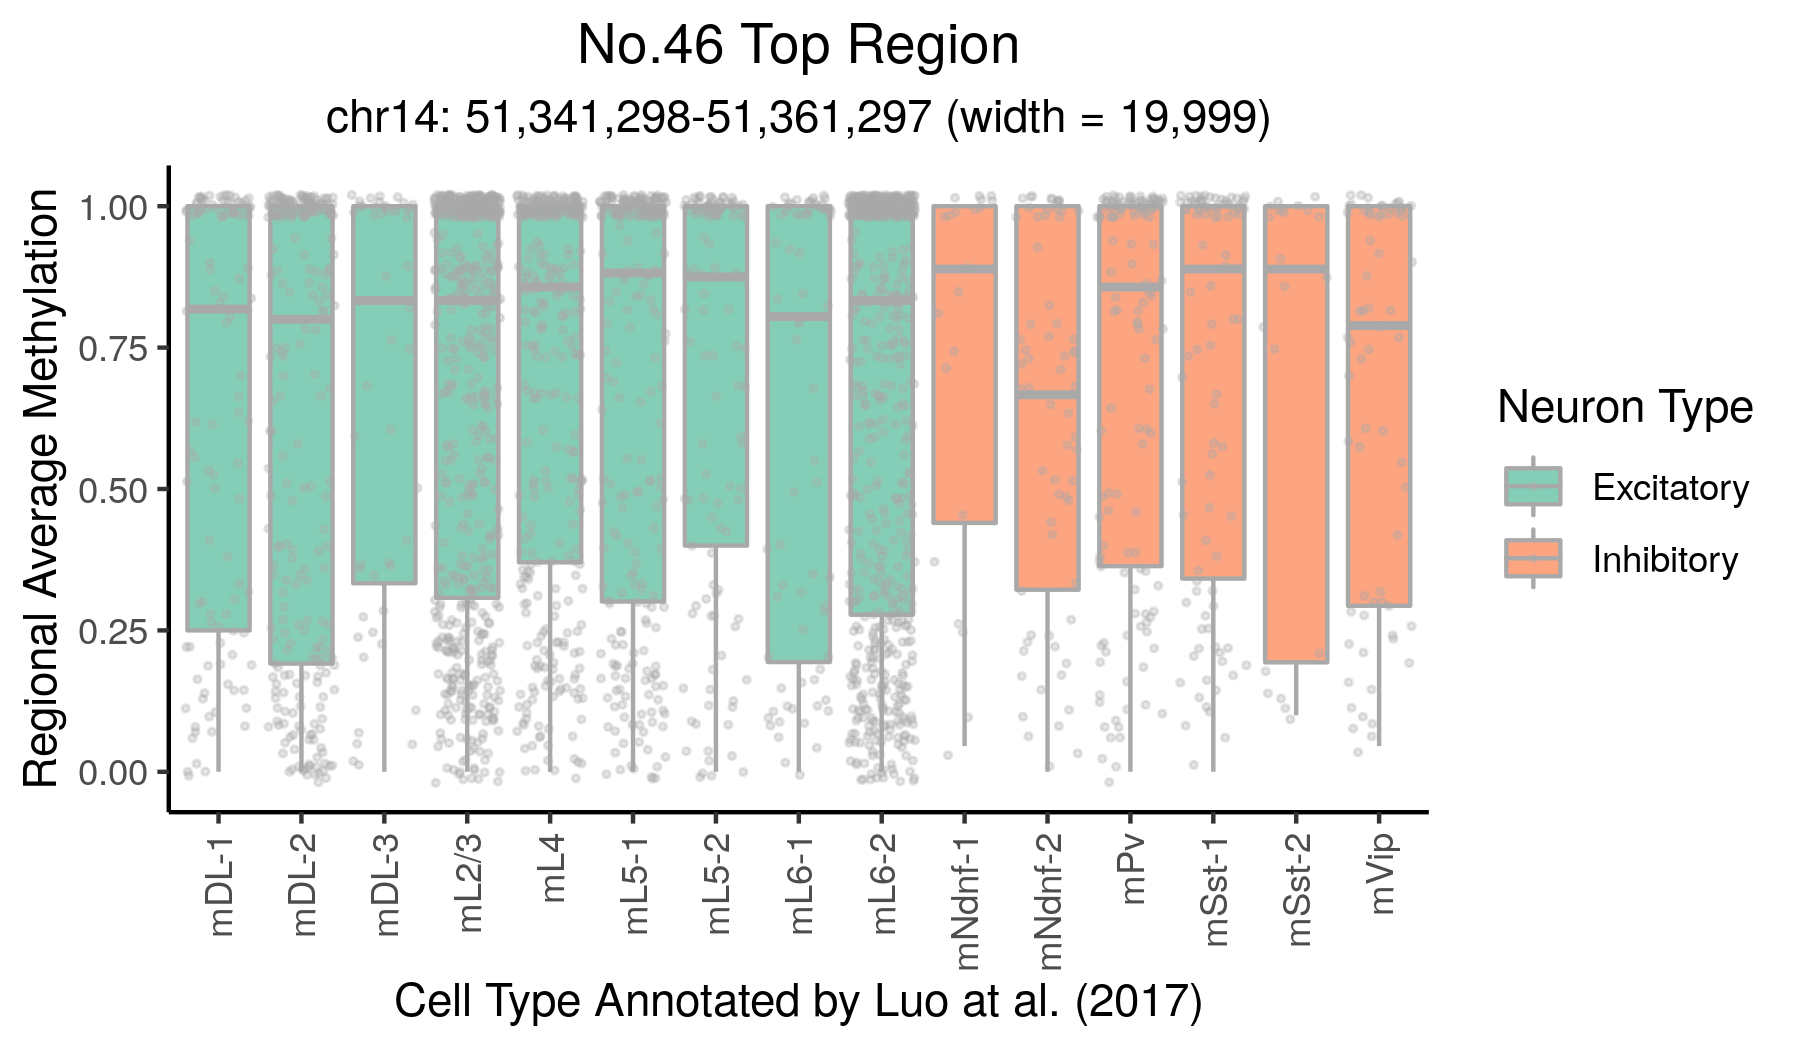 No.46 Top Region
chr14: 51,341,298-51,361,297 (width = 19,999)
Regional Average Methylation
1.00
0.75
0.50
0.25
0.00
mDL-1
mDL-2
mDL-3
mL2/3
mL4
mL5-1
mL5-2
mL6-1
mL6-2
mNdnf-1
mNdnf-2
mPv
mSst-1
mSst-2
mVip
Cell Type Annotated by Luo at al. (2017)
Neuron Type
Excitatory
Inhibitory